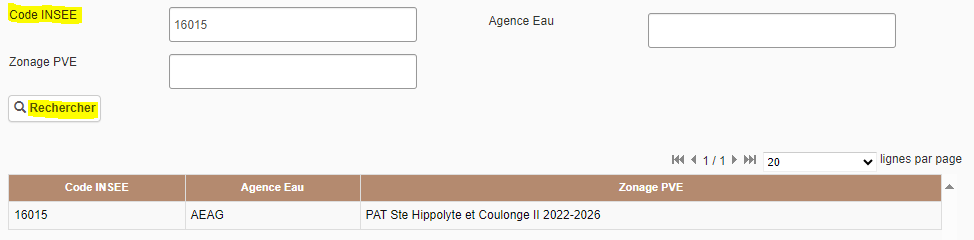 Code INSEE
16015
Agence Eau
Zonage PVE
Rechercher
1 / 1
20
lignes par page
Code INSEE Agence Eau Zonage PVE
16015 AEAG PAT Ste Hippolyte et Coulonge II 2022-2026